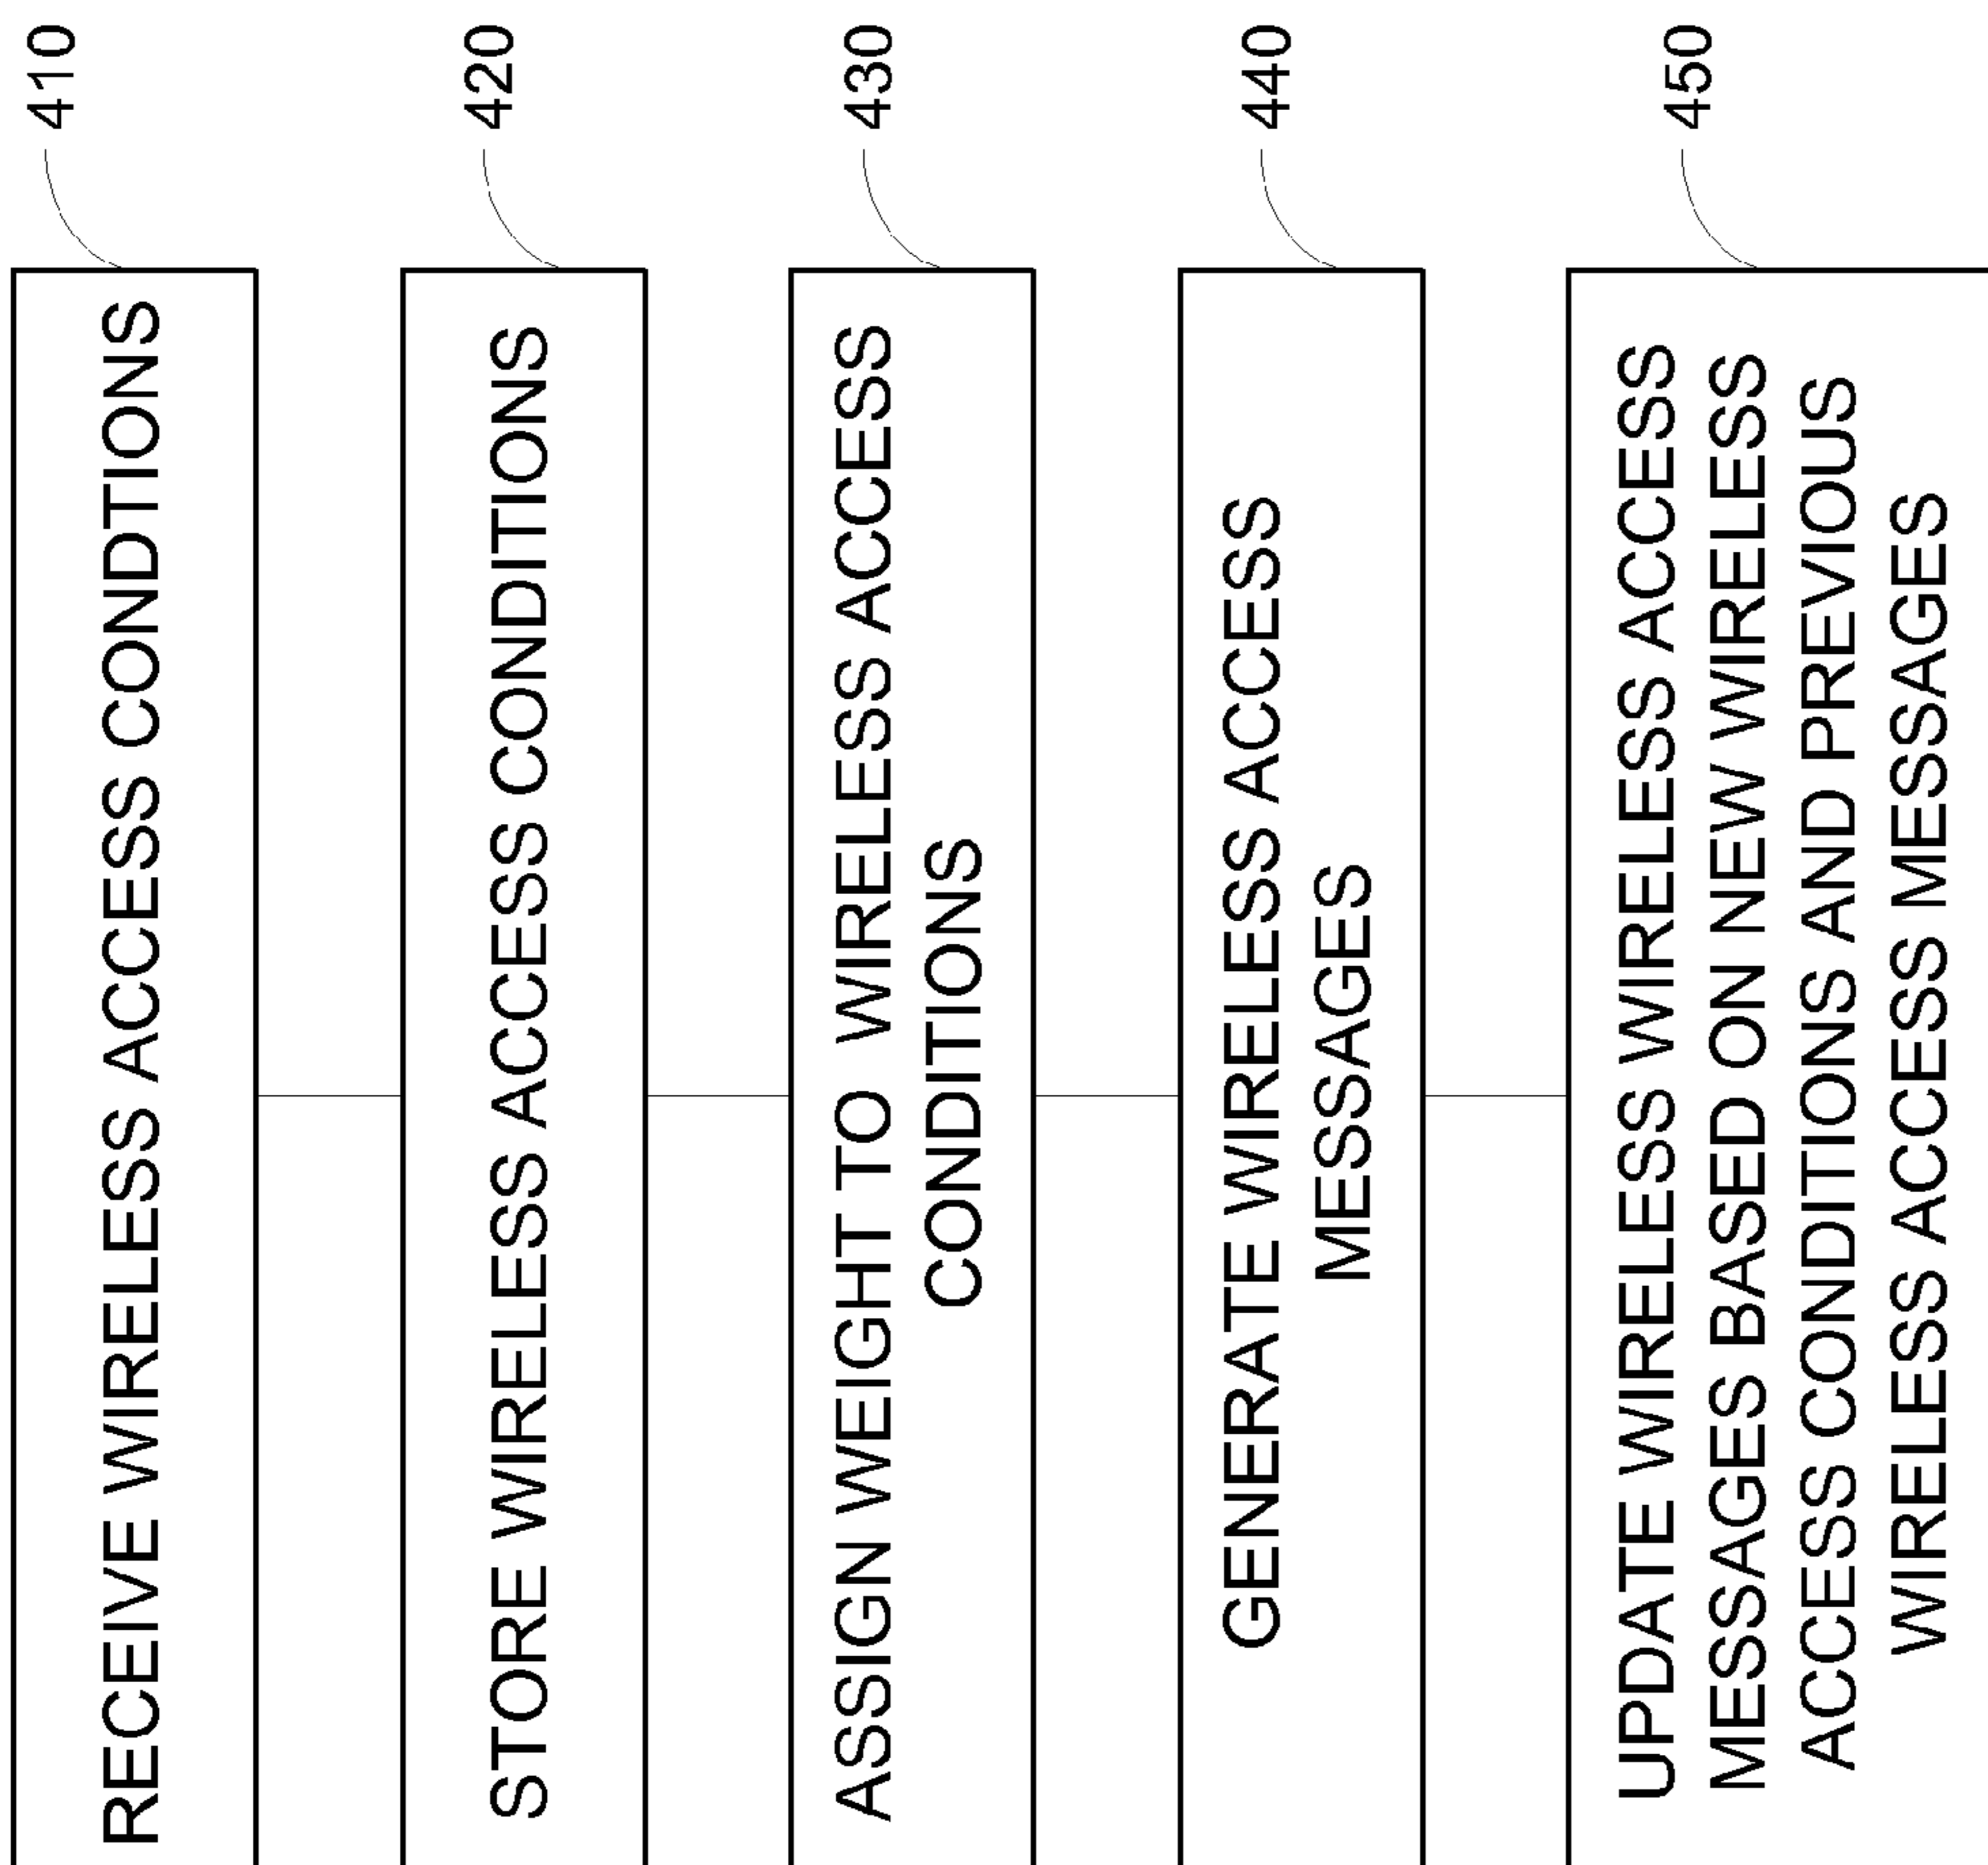 410
RECEIVE WIRELESS ACCESS CONDTIONS
420
STORE WIRELESS ACCESS CONDITIONS
430
ASSIGN WEIGHT TO WIRELESS ACCESS
CONDITIONS
440
GENERATE WIRELESS ACCESS
MESSAGES
450
UPDATE WIRELESS WIRELESS ACCESS
MESSAGES BASED ON NEW WIRELESS
ACCESS CONDITIONS AND PREVIOUS
WIRELESS ACCESS MESSAGES